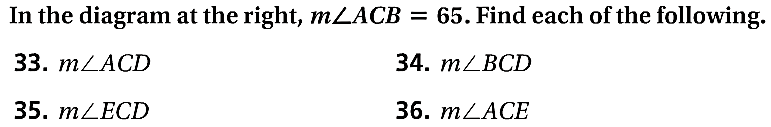 In the diagram at the right, m∠ACB = 65. Find each of the following.
33. m∠ACD 34. m∠BCD
35. m∠ECD 36. m∠ACE